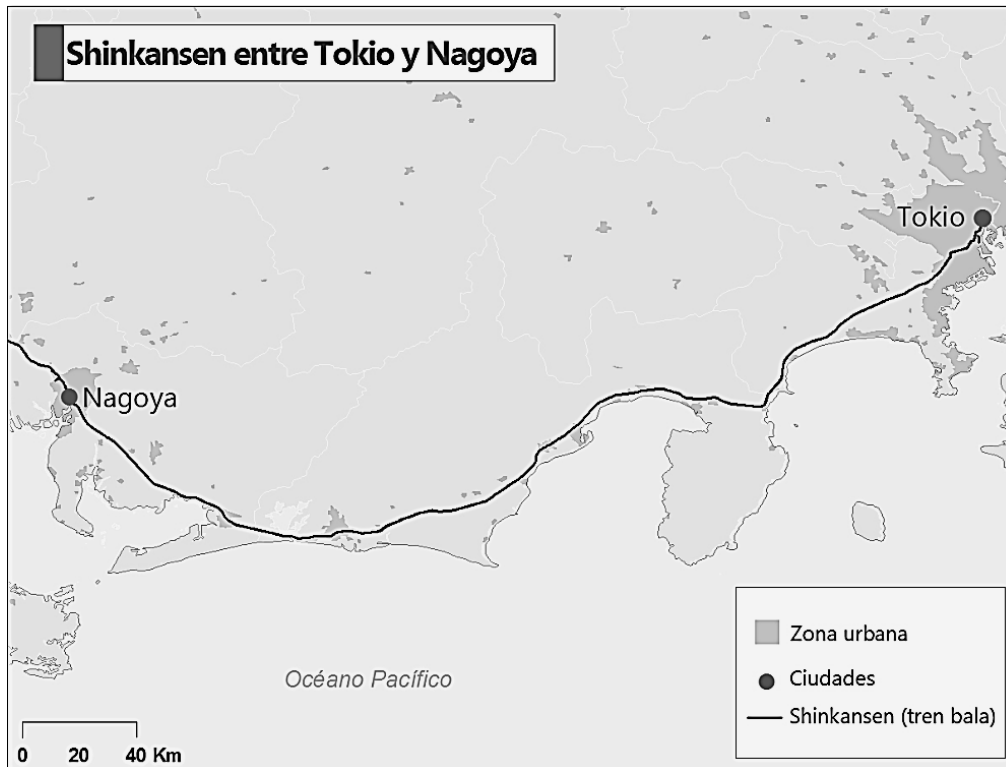 Shinkansen entre Tokio y Nagoya
Tokio
Nagoya
Océano Pacífico
Zona urbana
Ciudades
Shinkansen (tren bala)
0 20 40 Km